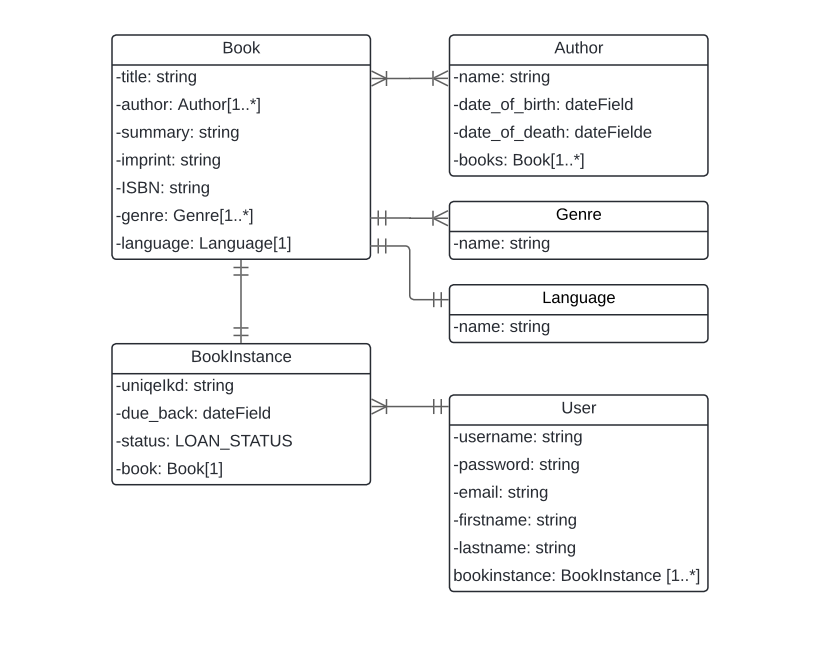 Book
-title: string
-author: Author[1..*]
-summary: string
-imprint: string
-ISBN: string
-genre: Genre[1..*]
-language: Language[1]
Author
-name: string
-date_of_birth: dateField
-date_of_death: dateFielde
-books: Book[1..*]
Genre
-name: string
Language
-name: string
BookInstance
-uniqeIkd: string
-due_back: dateField
-status: LOAN_STATUS
-book: Book[1]
User
-username: string
-password: string
-email: string
-firstname: string
-lastname: string
bookinstance: BookInstance [1..*]